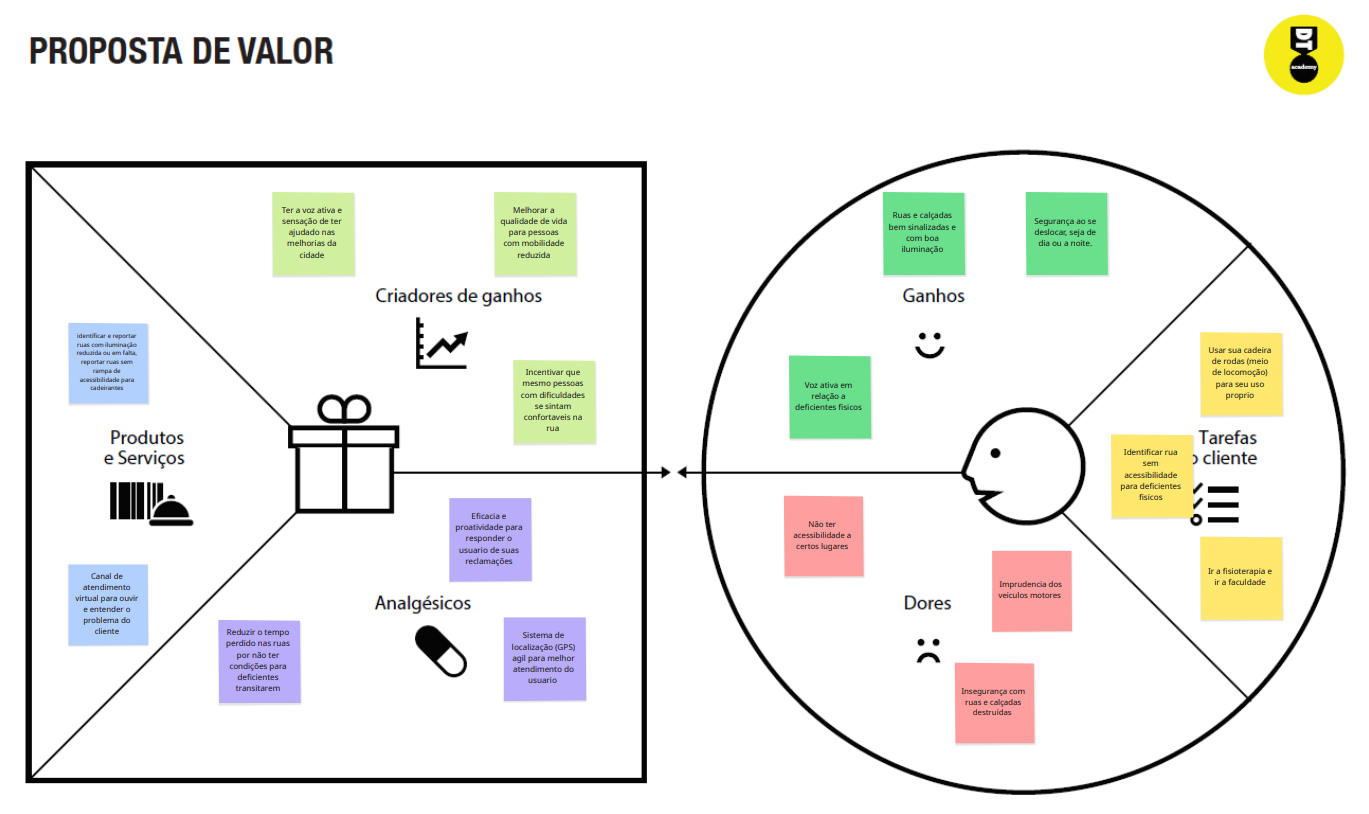 PROPOSTA DE VALOR
DT
academy
Ter a voz ativa e
sensação de ter
ajudado nas
melhorias da
cidade
Melhorar a
qualidade de vida
para pessoas
com mobilidade
reduzida
Criadores de ganhos
Incentivar que
mesmo pessoas
com dificuldades
se sintam
confortaveis na
rua
identificar e reportar
ruas com iluminação
reduzida ou em falta,
reportar ruas sem
rampa de
acessibilidade para
cadeirantes
Produtos
e Serviços
Canal de
atendimento
virtual para ouvir
e entender o
problema do
cliente
Eficacia e
proatividade para
responder o
usuario de suas
reclamações
Analgésicos
Reduzir o tempo
perdido nas ruas
por não ter
condições para
deficientes
transitarem
Sistema de
localização (GPS)
agil para melhor
atendimento do
usuario
Ruas e calçadas
bem sinalizadas e
com boa
iluminação
Segurança ao se
deslocar, seja de
dia ou a noite.
Ganhos
Voz ativa em
relação a
deficientes fisicos
Usar sua cadeira
de rodas (meio
de locomoção)
para seu uso
proprio
Tarefas
o cliente
Identificar rua
sem
acessibilidade
para deficientes
fisicos
Ir a fisioterapia e
ir a faculdade
Não ter
acessibilidade a
certos lugares
Imprudencia dos
veículos motores
Dores
Insegurança com
ruas e calçadas
destruidas